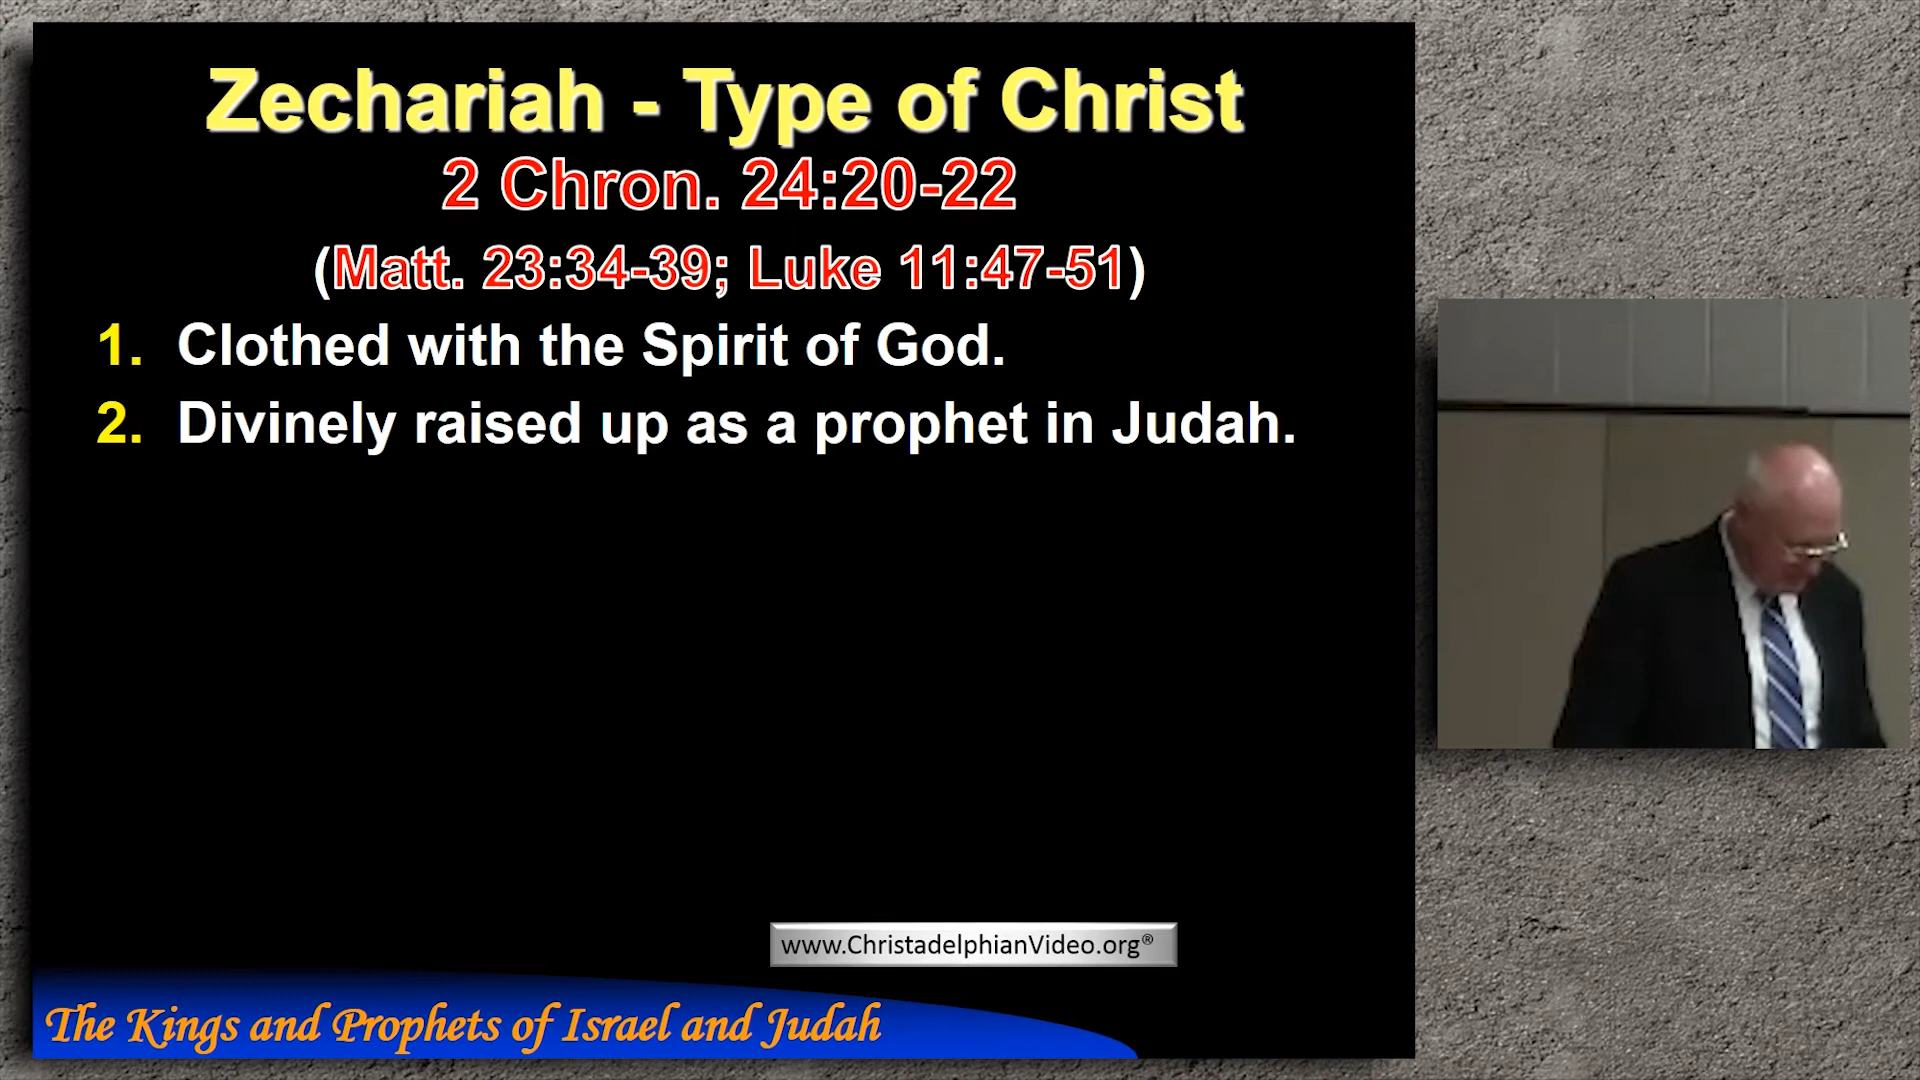 Zechariah - Type of Christ
2 Chron. 24:20-22
(Matt. 23:34-39; Luke 11:47-51)
1. Clothed with the Spirit of God.
2. Divinely raised up as a prophet in Judah.
www.ChristadelphianVideo.org®
The Kings and Prophets of Israel and Judah